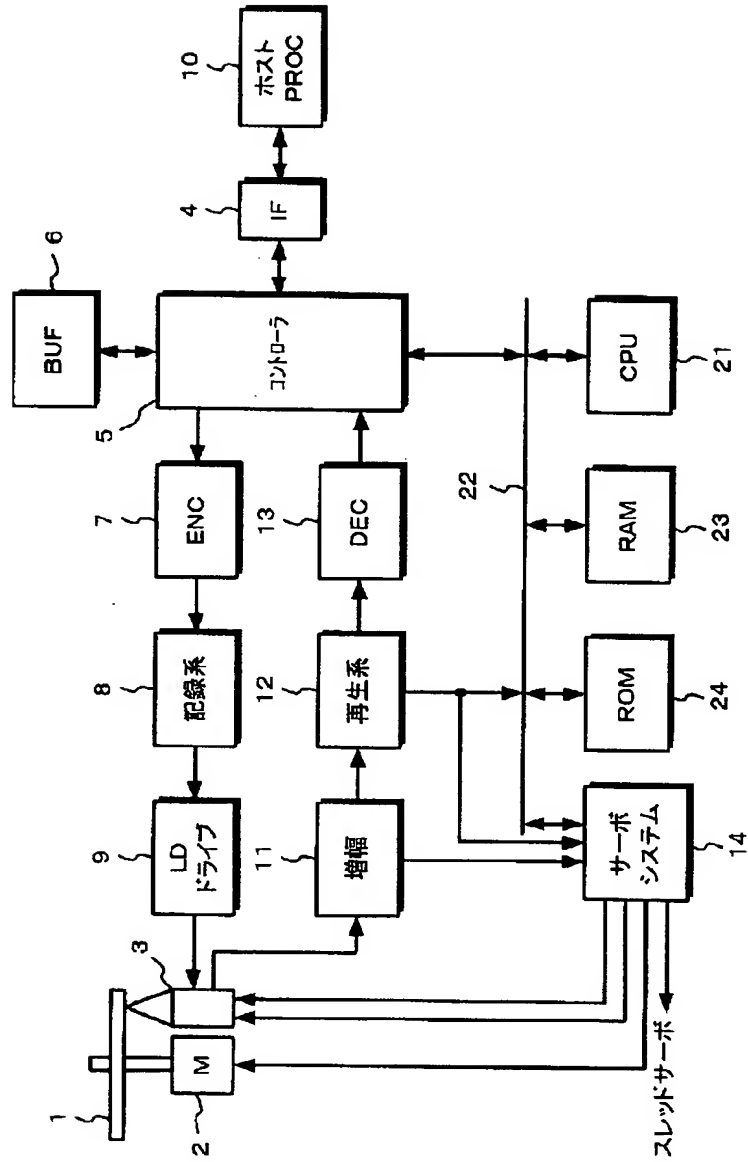 10
ホスト
PROC
4
IF
6
BUF
5
コントローラ
7
ENC
13
DEC
8
記録系
12
再生系
9
LD
ドライブ
11
増幅
3
1
M
2
22
CPU
21
RAM
23
ROM
24
サーボ
システム
14
スレッドサーボ